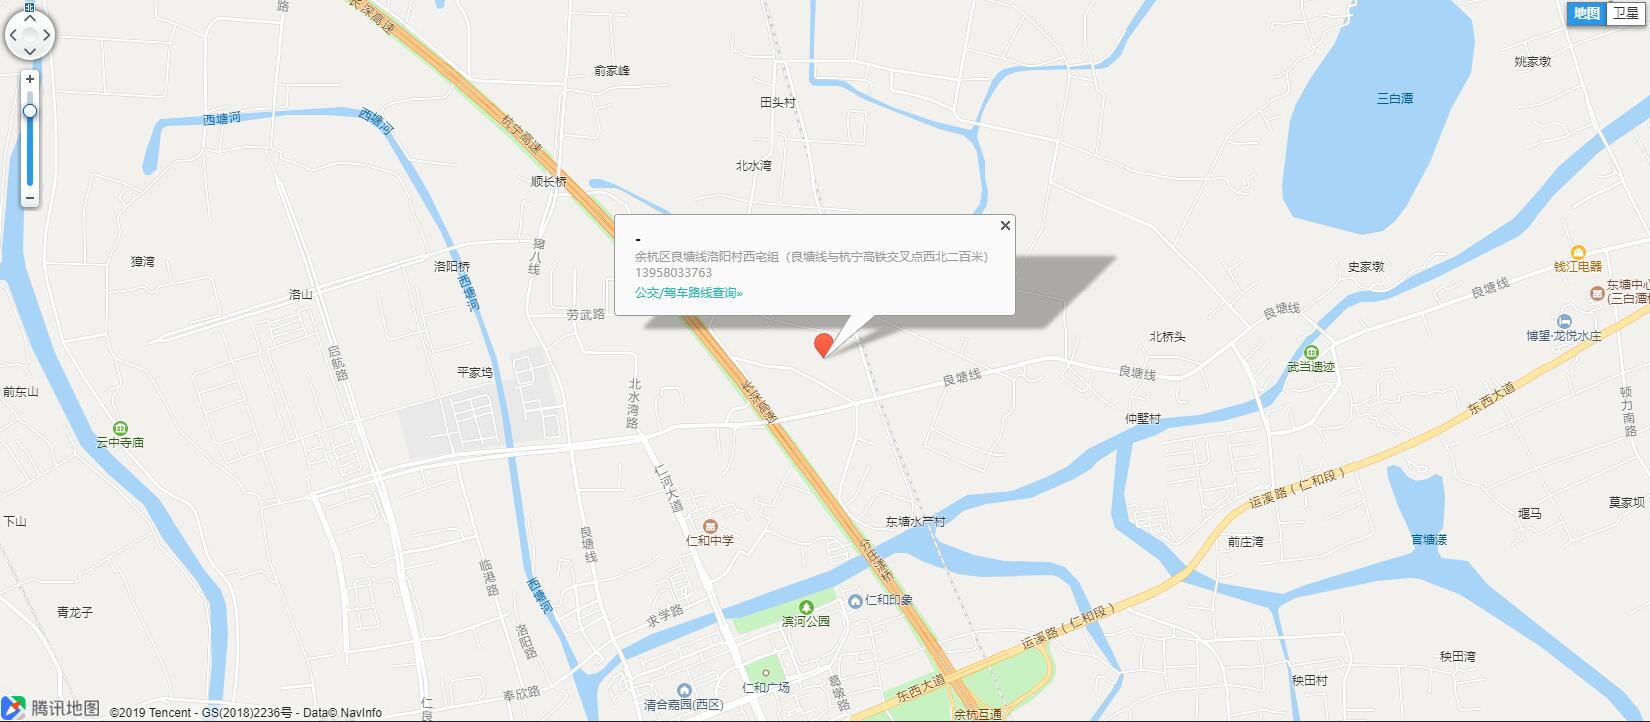 北
路
长深高速
地图
卫星
俞家峰
姚家墩
田头村
三白潭
西塘河
西塘河
杭宁高速
北水湾
顺长桥
-
余杭区良塘线洛阳村西宅组（良塘线与杭宁高铁交叉点西北二百米）
13958033763
公交/驾车路线查询»
獐八线
獐湾
洛阳桥
西塘河
史家墩
钱江电器
东塘中心
洛山
良塘线
良塘线
劳武路
北桥头
博望·龙悦水庄
武当遗迹
启航路
平家坞
良塘线
良塘线
前东山
北水湾路
长深高速
东西大道
顿力南路
仲墅村
云中寺庙
仁河大道
运溪路（仁和段）
下山
东塘水产村
堰马
莫家坝
仁和中学
良塘线
前庄湾
官塘漾
临港路
西塘河
青龙子
求学路
仁和印象
滨河公园
洛阳路
运溪路（仁和段）
秧田湾
仁和广场
葛墩路
东西大道
秧田村
奉欣路
清合嘉园(西区)
仁良
余杭互通
腾讯地图
©2019 Tencent - GS(2018)2236号 - Data© NavInfo